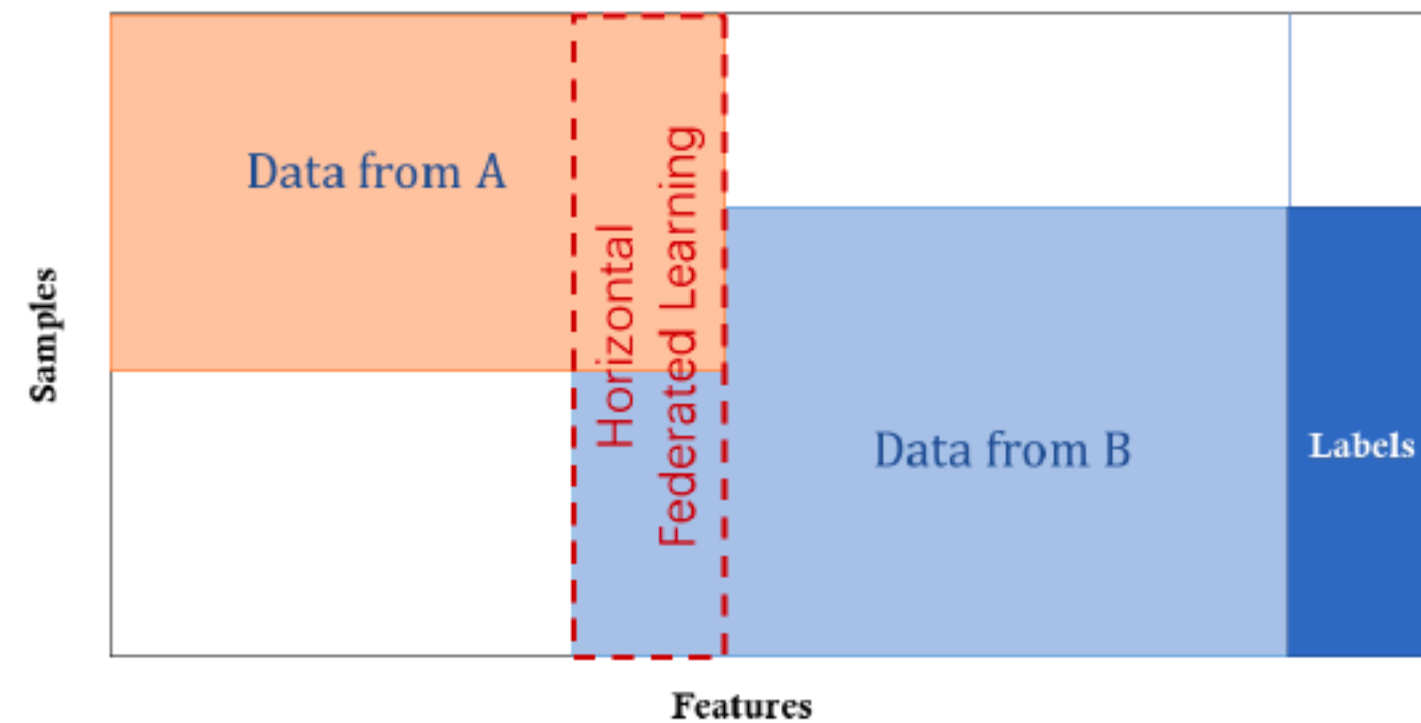 Data from A
Horizontal
Federated Learning
Samples
Data from B
Labels
Features